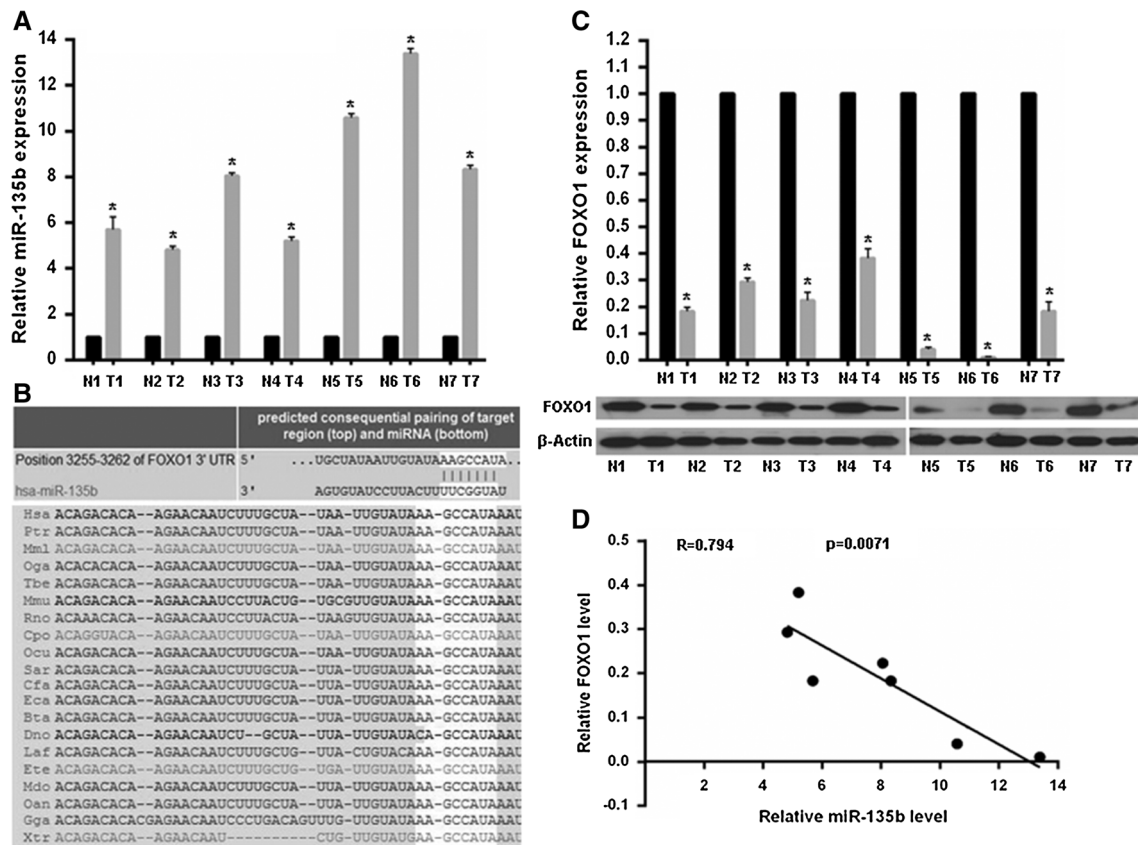 A
Relative miR-135b expression
14
12
10
8
6
4
2
0
* * * * * * *
N1 T1 N2 T2 N3 T3 N4 T4 N5 T5 N6 T6 N7 T7
B
predicted consequential pairing of target
region (top) and miRNA (bottom)
Position 3255-3262 of FOXO1 3' UTR 5' ...UGCUAUAAUUGUAUAAAGCCAUA...
hsa-miR-135b 3' AGUGUAUCCUUACUUUUCGGUAU
Hsa ACAGACACA--AGAACAAUCUUUGCUA--UAA-UUGUAUAAA-GCCAUAAAU
Ptr ACAGACACA--AGAACAAUCUUUGCUA--UAA-UUGUAUAAA-GCCAUAAAU
Mml ACAGACACA--AGAACAAUCUUUGCUA--UAA-UUGUAUAAA-GCCAUAAAU
Oga ACACACACA--AGAACAAUCUUUGCUA--UAA-UUGUAUAAA-GCCAUAAAU
Tbe ACAGACACA--AGAACAAUCUUUGCUA--UAA-UUGUAUAAA-GCCAUAAAU
Mmu ACAGACACA--AGAACAAUCCUUACUG--UGCGUUGUAUAAA-GCCAUAAAU
Rno ACAAACACA--AGAACAAUCCUUACUA--UAAGUUGUAUAAA-GCCAUAAAU
Cpo ACAGGUACA--AGAACAAUCUUUGCUA--UAA-UUGUAUAAA-GCCAUAAAU
Ocu ACAGACACA--AGAACAAUCUUUGCUA--UAA-UUGUAUAAA-GCCAUAAAU
Sar ACAGACACA--AGAACAAUCUUUGCUA--UUA-UUGUAUAAA-GCCAUAAAU
Cfa ACAGACACA--AGAACAAUCUUUGCUA--UUA-UUGUAUAAA-GCCAUAAAU
Eca ACAGACACA--AGAACAAUCUUUGCUA--UUA-UUGUAUAAA-GCCAUAAAU
Bta ACAGACACA--AGAACAAUCUUUGCUA--UUA-UUGUAUAAA-GCCAUAAAU
Dno ACAGACACA--AGAACAAUCU--GCUA--UUA-UUGUAUACA-GCCAUAAAU
Laf ACAGACACA--AGAACAAUCUUUGCUA--UUA-CUGUACAAA-GCCAUAAAU
Ete ACAGACACA--AGAACAAUCUUUGCUG--UGA-UUGUAUAAA-GCCAUAAAU
Mdo ACAGACACA--AGAACAAUCUUUGCUA--UUA-UUGUAUAAA-GCCAUAAAU
Oan ACAGACACA--AGAACAAUCUUUGCUA--UUA-UUGUAUAAA-GCCAUAAAU
Gga ACAGACACACGAGAACAAUCCCUGACAGUUUG-UUGUAUAAA-GCCAUAAAU
Xtr ACAGACACA--AGAACAAU-----------CUG-UUGUAUGAA-GCCAUAAAU
C
Relative FOXO1 expression
1.2
1.1
1.0
0.9
0.8
0.7
0.6
0.5
0.4
0.3
0.2
0.1
0.0
* * * * * * *
N1 T1 N2 T2 N3 T3 N4 T4 N5 T5 N6 T6 N7 T7
FOXO1
β-Actin
N1 T1 N2 T2 N3 T3 N4 T4 N5 T5 N6 T6 N7 T7
D
R=0.794 p=0.0071
Relative FOXO1 level
0.5
0.4
0.3
0.2
0.1
0.0
-0.1
2 4 6 8 10 12 14
Relative miR-135b level